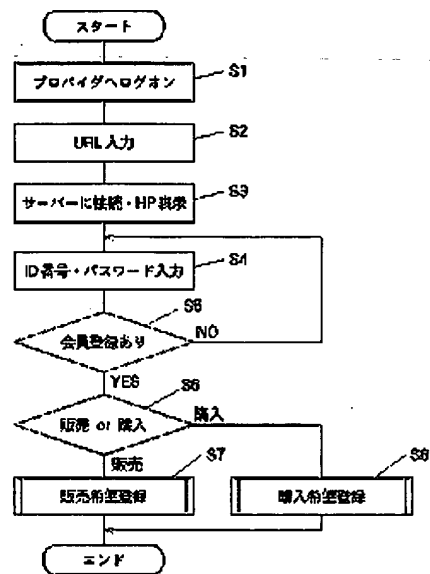 スタート
プロバイダへログオン
S1
URL入力
S2
サーバーに接続・HP表示
S3
ID番号・パスワード入力
S4
会員登録あり
S5
NO
YES
販売 or 購入
S6
購入
販売
販売希望登録
S7
購入希望登録
S8
エンド